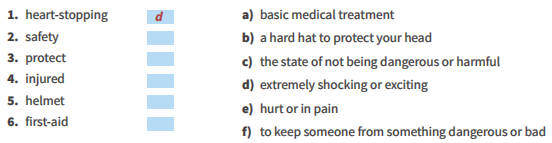 1. heart-stopping d
2. safety
3. protect
4. injured
5. helmet
6. first-aid
a) basic medical treatment
b) a hard hat to protect your head
c) the state of not being dangerous or harmful
d) extremely shocking or exciting
e) hurt or in pain
f) to keep someone from something dangerous or bad